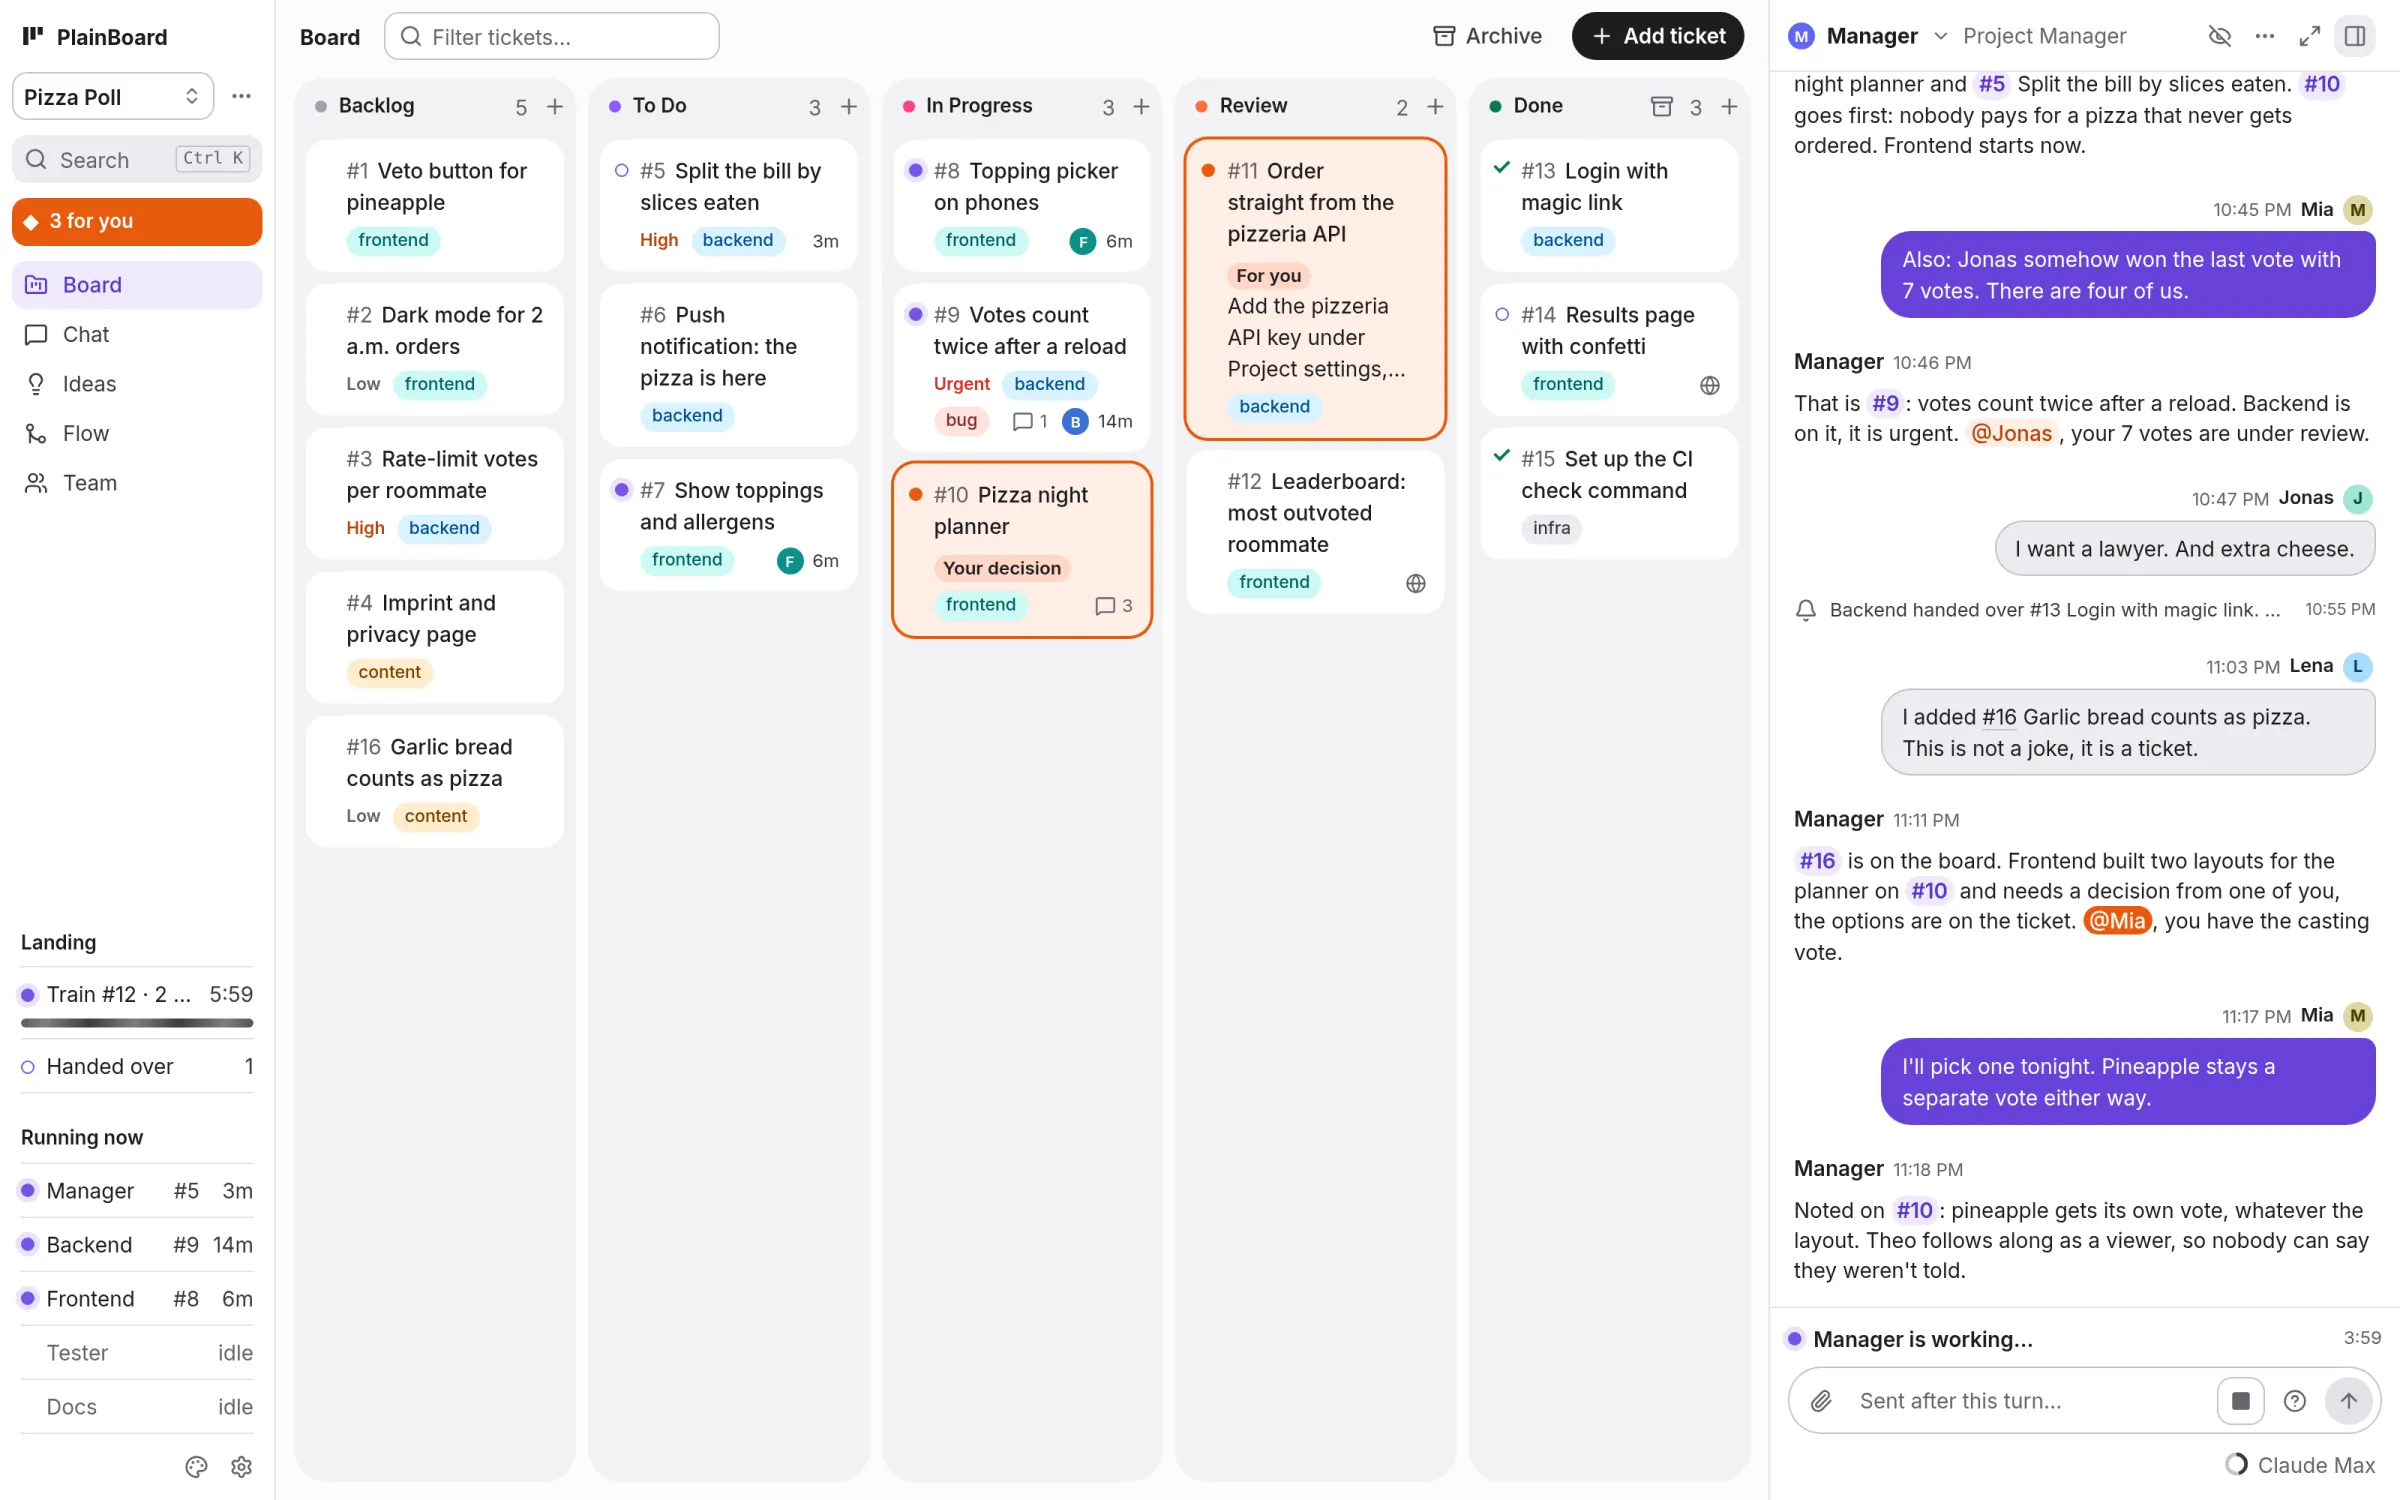 PlainBoard
Pizza Poll
Search Ctrl K
3 for you
Board
Chat
Ideas
Flow
Team
Landing
Train #12 · 2 ... 5:59
Handed over 1
Running now
Manager #5 3m
Backend #9 14m
Frontend #8 6m
Tester idle
Docs idle
Board
Filter tickets...
Archive
Add ticket
Backlog 5
#1 Veto button for
pineapple
frontend
#2 Dark mode for 2
a.m. orders
Low frontend
#3 Rate-limit votes
per roommate
High backend
#4 Imprint and
privacy page
content
#16 Garlic bread
counts as pizza
Low content
To Do 3
#5 Split the bill by
slices eaten
High backend 3m
#6 Push
notification: the
pizza is here
backend
#7 Show toppings
and allergens
frontend F 6m
In Progress 3
#8 Topping picker
on phones
frontend F 6m
#9 Votes count
twice after a reload
Urgent backend
bug 1 B 14m
#10 Pizza night
planner
Your decision
frontend 3
Review 2
#11 Order
straight from the
pizzeria API
For you
Add the pizzeria
API key under
Project settings,...
backend
#12 Leaderboard:
most outvoted
roommate
frontend
Done 3
#13 Login with
magic link
backend
#14 Results page
with confetti
frontend
#15 Set up the CI
check command
infra
M Manager Project Manager
night planner and #5 Split the bill by slices eaten. #10
goes first: nobody pays for a pizza that never gets
ordered. Frontend starts now.
10:45 PM Mia M
Also: Jonas somehow won the last vote with
7 votes. There are four of us.
Manager 10:46 PM
That is #9 : votes count twice after a reload. Backend is
on it, it is urgent. @Jonas , your 7 votes are under review.
10:47 PM Jonas J
I want a lawyer. And extra cheese.
Backend handed over #13 Login with magic link. ... 10:55 PM
11:03 PM Lena L
I added #16 Garlic bread counts as pizza.
This is not a joke, it is a ticket.
Manager 11:11 PM
#16 is on the board. Frontend built two layouts for the
planner on #10 and needs a decision from one of you,
the options are on the ticket. @Mia , you have the casting
vote.
11:17 PM Mia M
I'll pick one tonight. Pineapple stays a
separate vote either way.
Manager 11:18 PM
Noted on #10 : pineapple gets its own vote, whatever the
layout. Theo follows along as a viewer, so nobody can say
they weren't told.
Manager is working... 3:59
Sent after this turn...
Claude Max